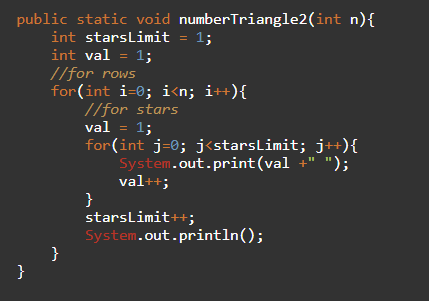 public static void numberTriangle2(int n){
    int starsLimit = 1;
    int val = 1;
    //for rows
    for(int i=0; i<n; i++){
        //for stars
        val = 1;
        for(int j=0; j<starsLimit; j++){
            System.out.print(val +" ");
            val++;
        }
        starsLimit++;
        System.out.println();
    }
}